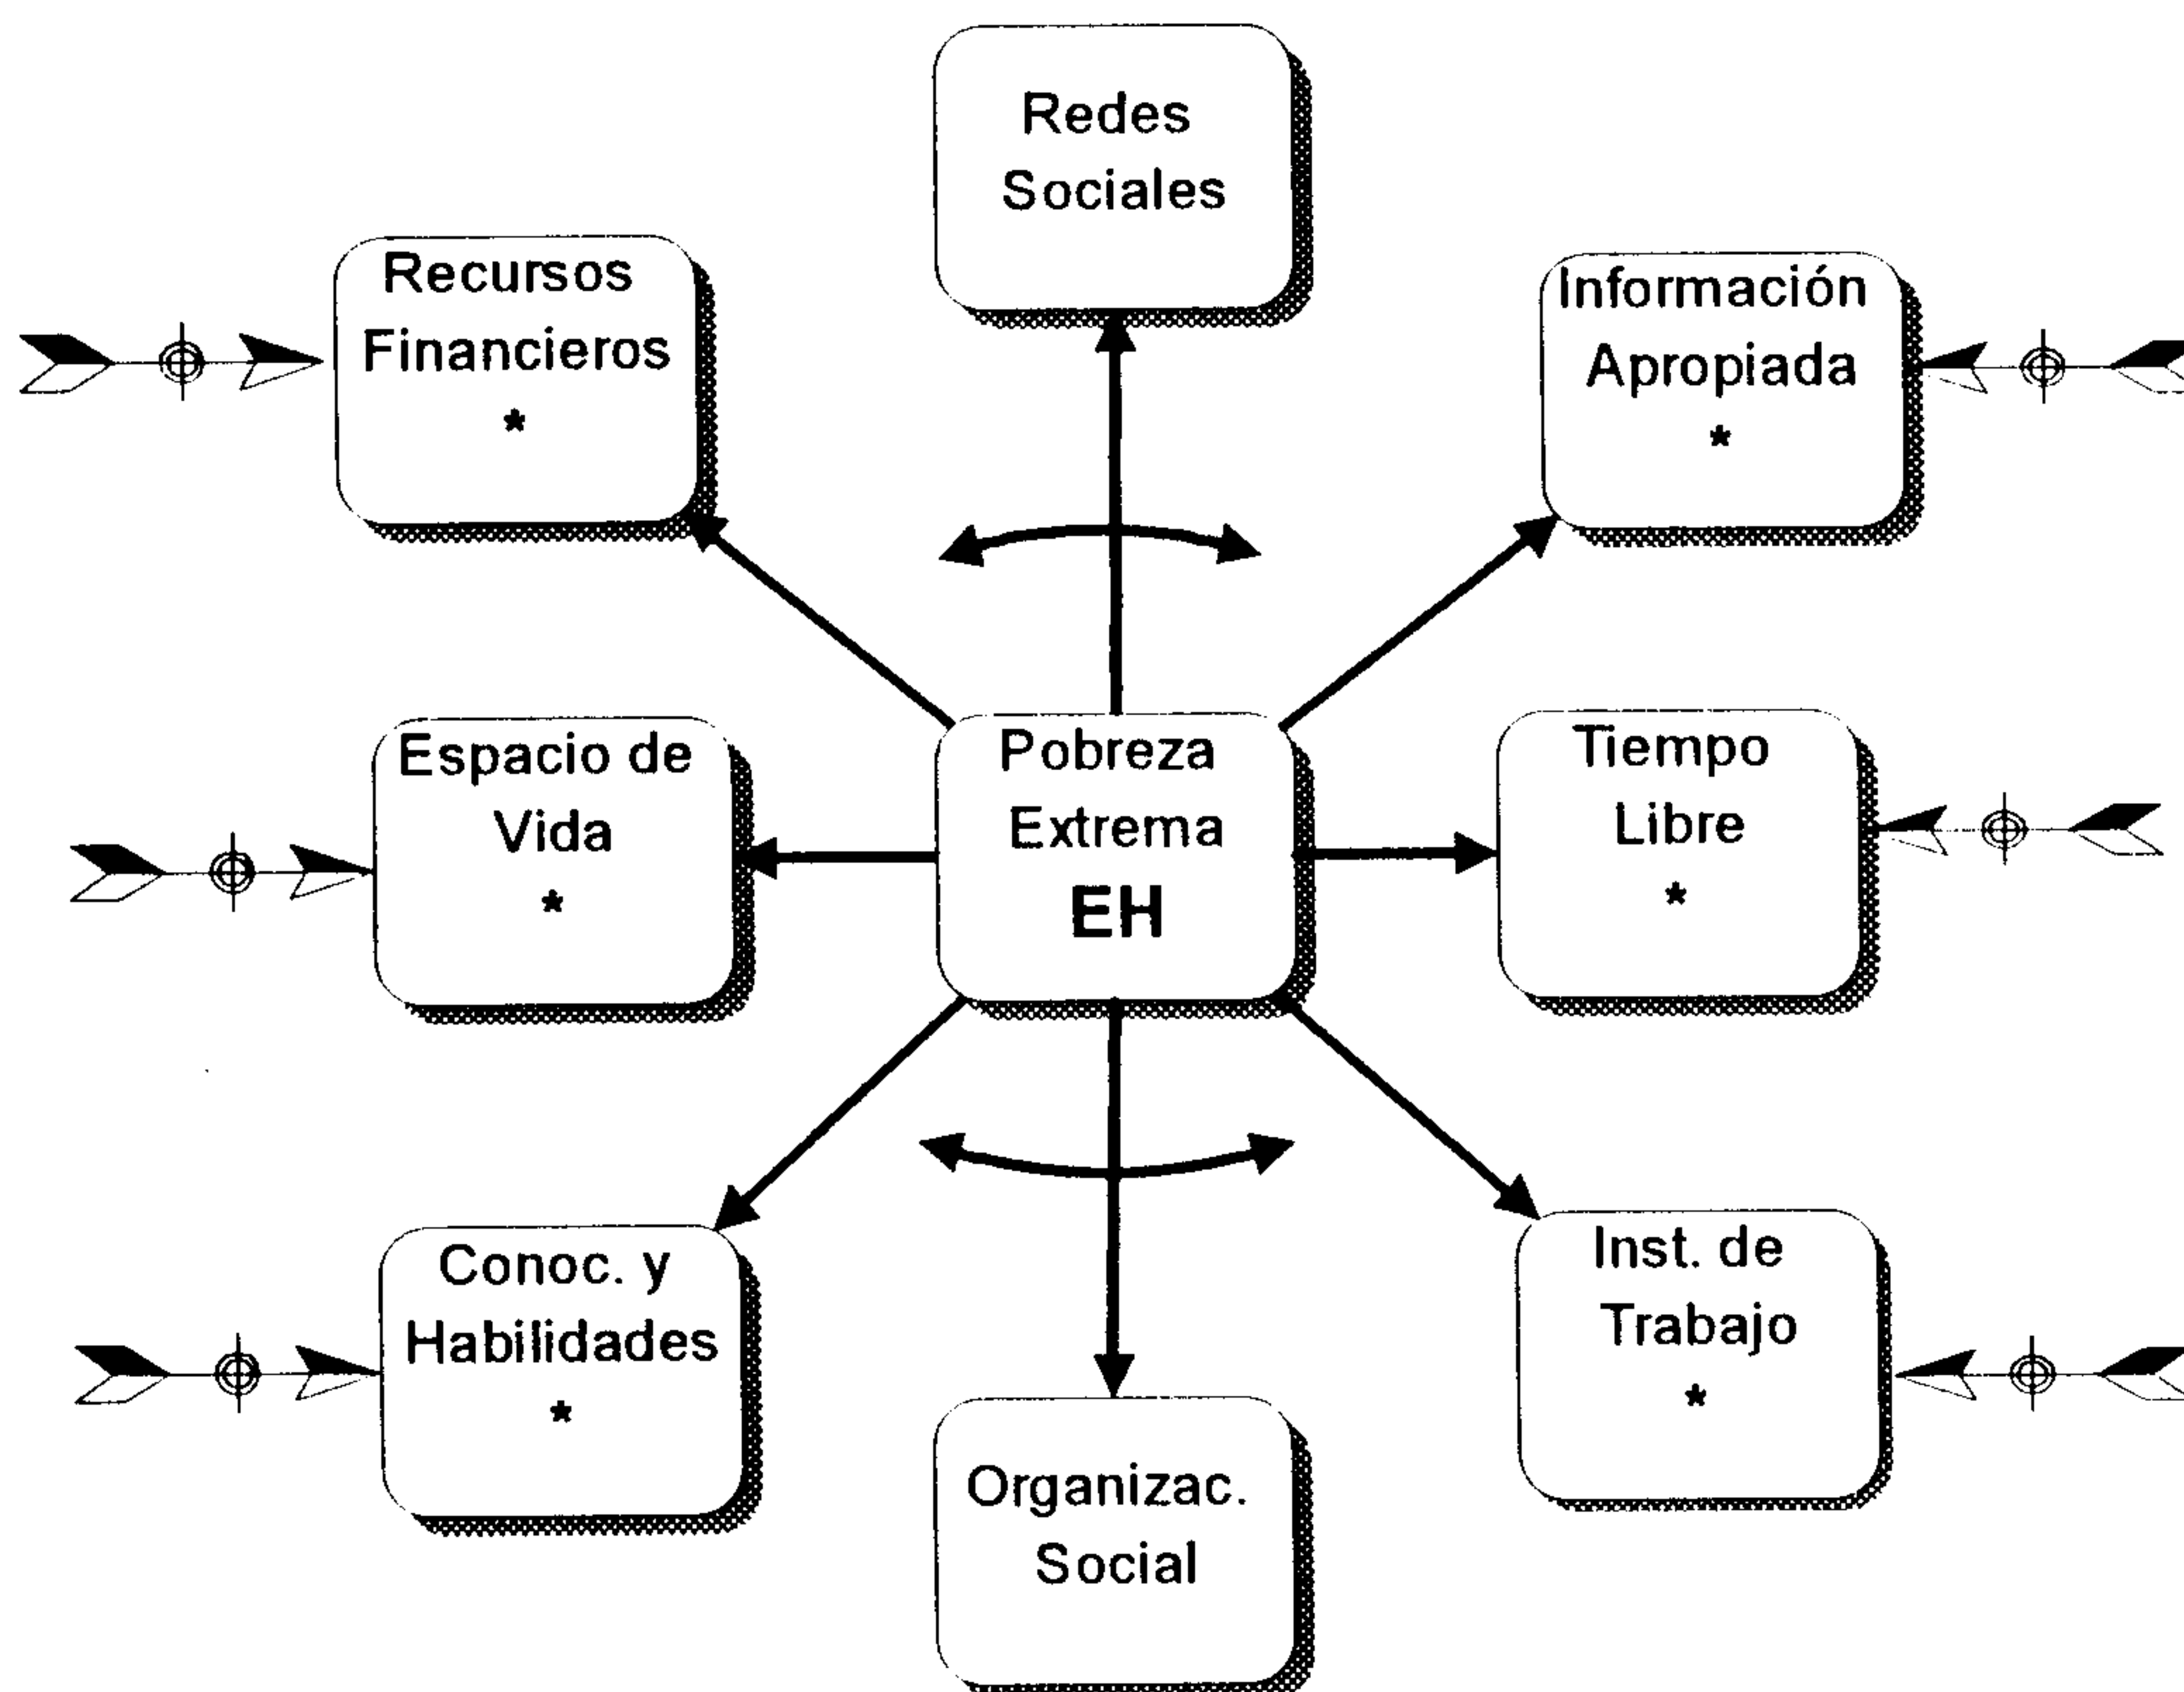 Redes
Sociales
Recursos
Financieros
*
Información
Apropiada
*
Espacio de
Vida
*
Pobreza
Extrema
EH
Tiempo
Libre
*
Conoc. y
Habilidades
*
Inst. de
Trabajo
*
Organizac.
Social